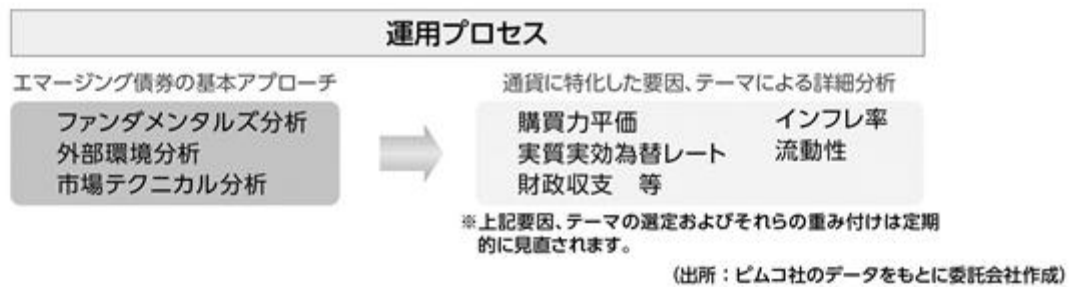 運用プロセス
エマージング債券の基本アプローチ
ファンダメンタルズ分析
外部環境分析
市場テクニカル分析
通貨に特化した要因、テーマによる詳細分析
購買力平価 インフレ率
実質実効為替レート 流動性
財政収支 等
※上記要因、テーマの選定およびそれらの重み付けは定期
的に見直されます。
(出所：ピムコ社のデータをもとに委託会社作成)